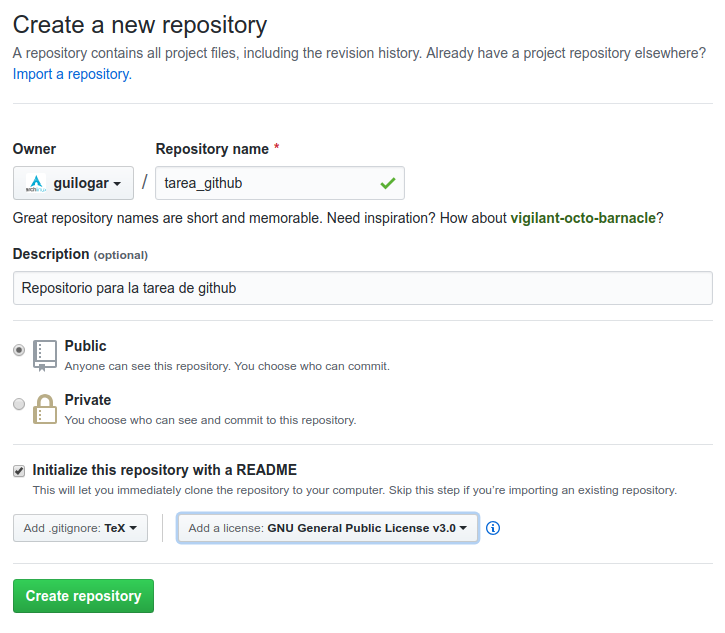 Create a new repository
A repository contains all project files, including the revision history. Already have a project repository elsewhere?
Import a repository.
Owner
Repository name *
guilogar
/
tarea_github
Great repository names are short and memorable. Need inspiration? How about vigilant-octo-barnacle?
Description (optional)
Repositorio para la tarea de github
Public
Anyone can see this repository. You choose who can commit.
Private
You choose who can see and commit to this repository.
Initialize this repository with a README
This will let you immediately clone the repository to your computer. Skip this step if you’re importing an existing repository.
Add .gitignore: TeX
Add a license: GNU General Public License v3.0
Create repository